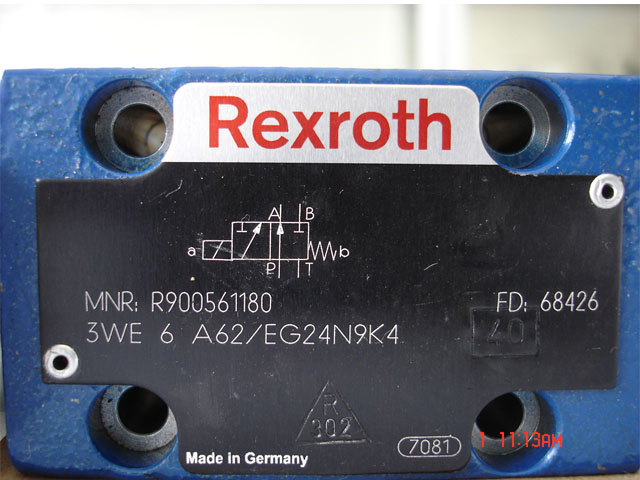 Rexroth
A B
a b
P T
MNR: R900561180
FD: 68426
3WE 6 A62/EG24N9K4
40
R
302
7081
Made in Germany
1 11:13AM